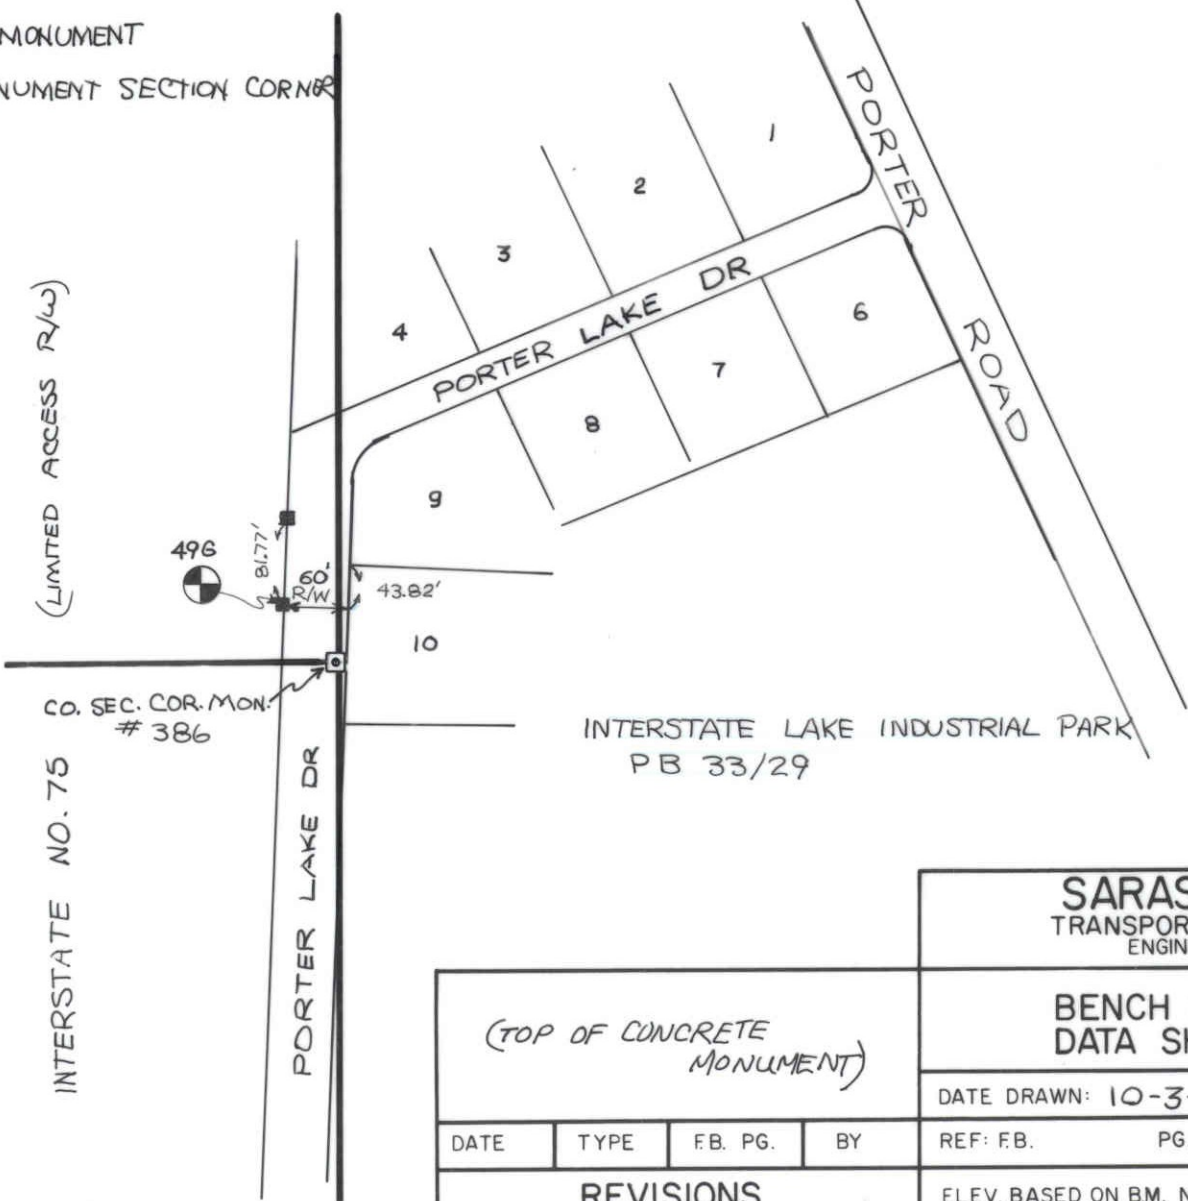 MONUMENT
NUMENT SECTION CORNER
PORTER
ROAD
1
2
3
4
PORTER LAKE DR
6
7
8
9
10
(LIMITED ACCESS R/W)
496
81.77'
60'
R/W
43.82'
CO. SEC. COR. MON.
# 386
INTERSTATE LAKE INDUSTRIAL PARK
PB 33/29
INTERSTATE NO. 75
PORTER LAKE DR
SARAS
TRANSPOR
ENGIN
(TOP OF CONCRETE
MONUMENT)
BENCH
DATA SH
DATE DRAWN: 10-3-
DATE TYPE F.B. PG. BY
REF: F.B. PG
REVISIONS
ELEV. BASED ON B.M. N